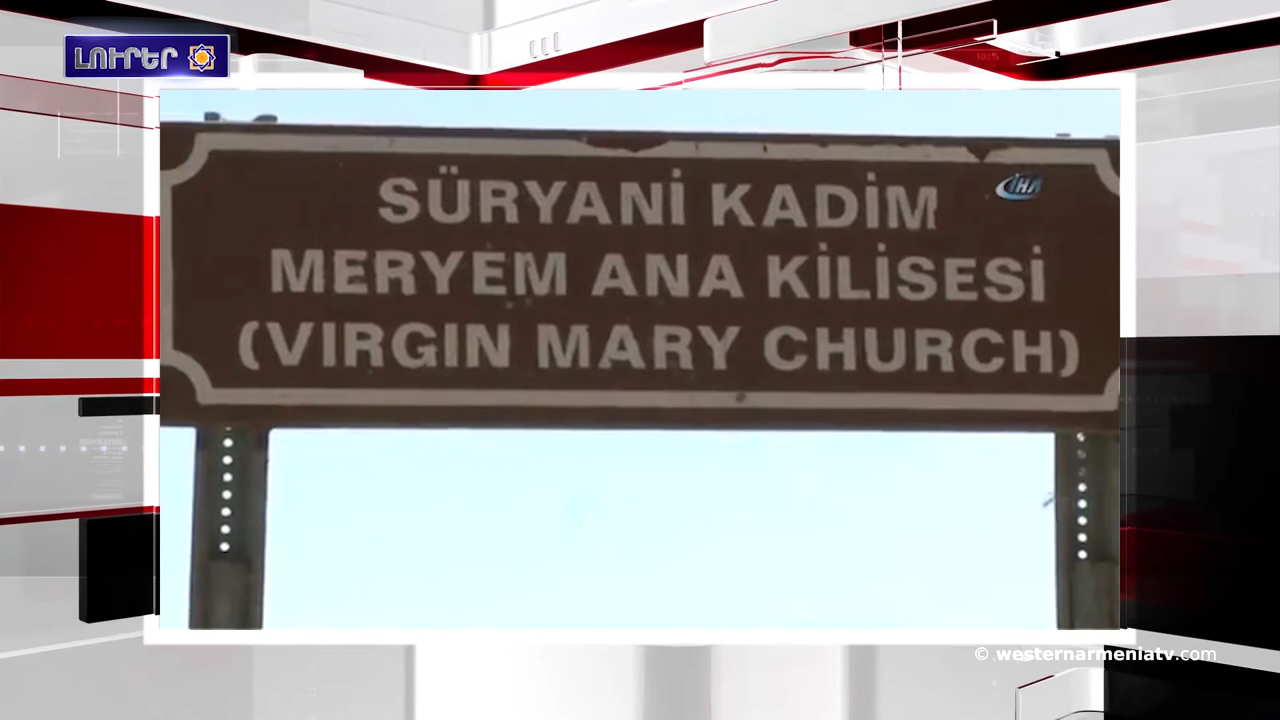 ԼՈՒՐԵՐ
SÜRYANİ KADİM
İHA
MERYEM ANA KİLİSESİ
(VIRGIN MARY CHURCH)
© westernarmeniatv.com